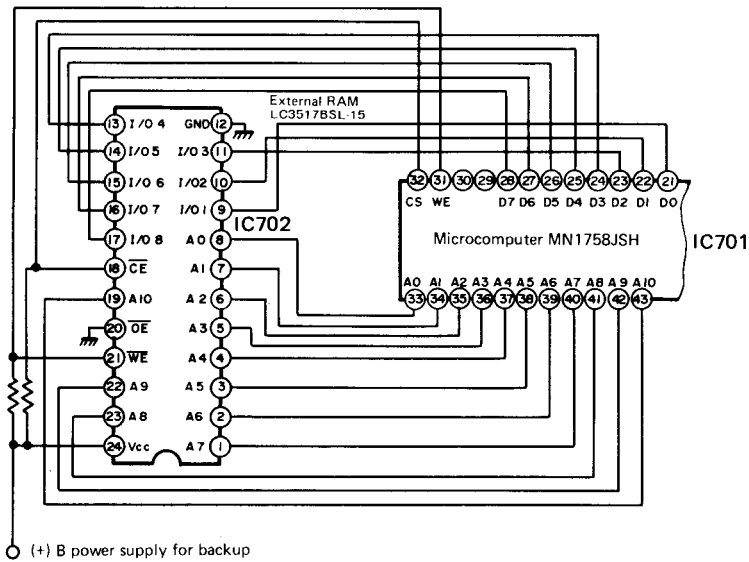 External RAM
LC3517BSL-15
13 I/O 4 GND 12
14 I/O 5 I/O 3 11
15 I/O 6 I/O 2 10
16 I/O 7 I/O 1 9
IC702
17 I/O 8 A0 8
18 CE A1 7
19 A10 A2 6
20 OE A3 5
21 WE A4 4
22 A9 A5 3
23 A8 A6 2
24 Vcc A7 1
32 31 30 29 28 27 26 25 24 23 22 21
CS WE D7 D6 D5 D4 D3 D2 D1 D0
Microcomputer MN1758JSH
IC701
A0 A1 A2 A3 A4 A5 A6 A7 A8 A9 A10
33 34 35 36 37 38 39 40 41 42 43
(+) B power supply for backup